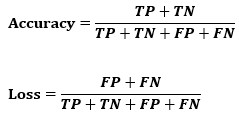 Accuracy = TP + TN / TP + TN + FP + FN
Loss = FP + FN / TP + TN + FP + FN